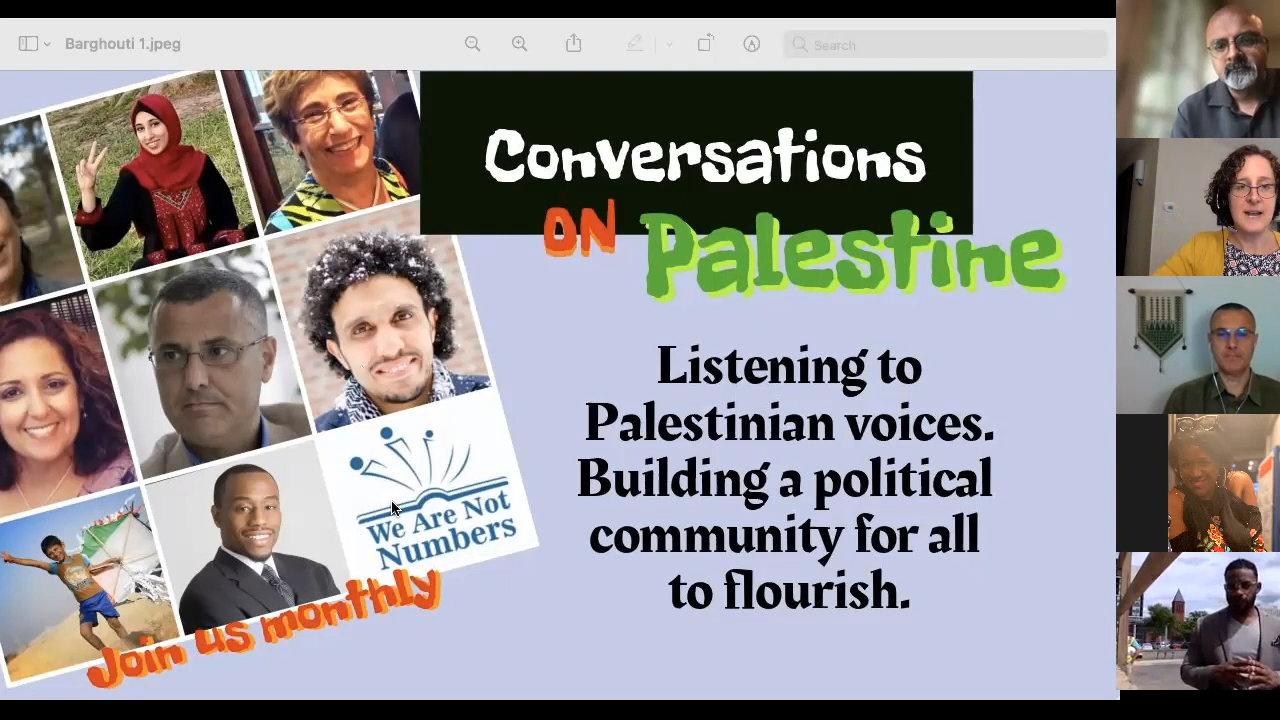 Barghouti 1.jpeg
Search
Conversations
ON Palestine
Listening to
Palestinian voices.
Building a political
community for all
to flourish.
We Are Not
Numbers
Join us monthly